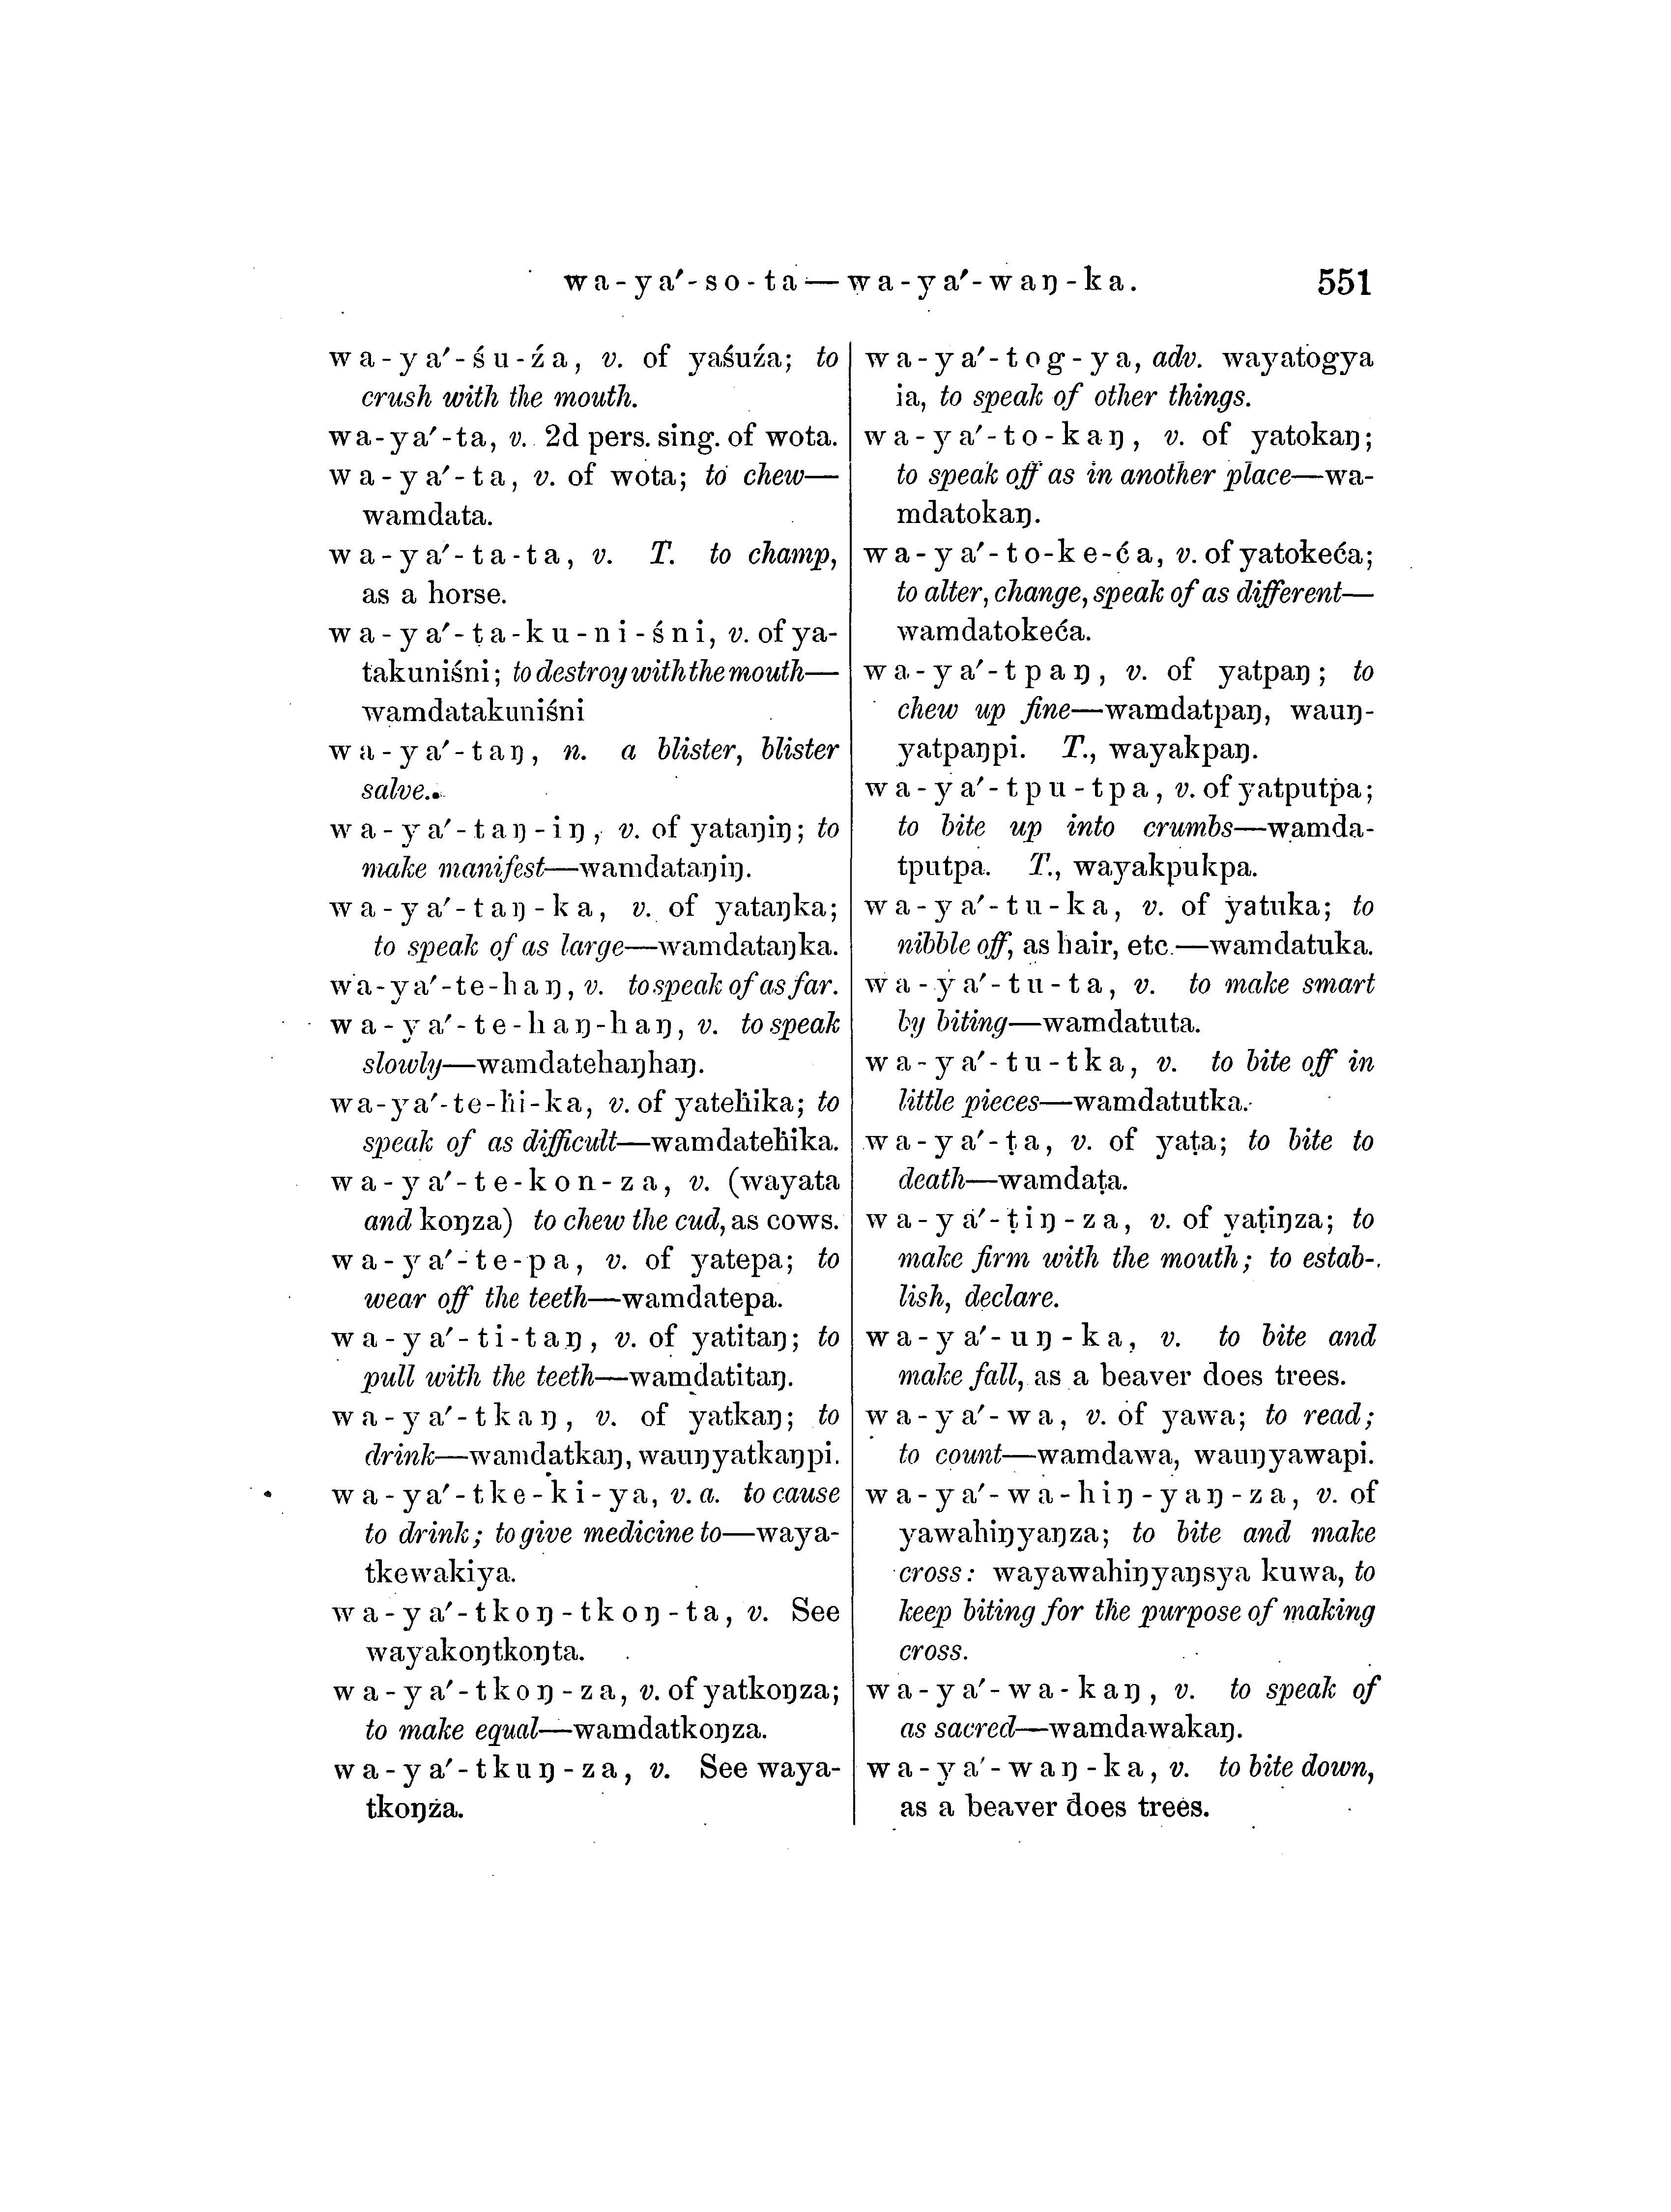 wa-ya′-so-ta—wa-ya′-waŋ-ka. 551
wa-ya′-śu-źa, v. of yaśuźa; to
crush with the mouth.
wa-ya′-ta, v. 2d pers. sing. of wota.
wa-ya′-ta, v. of wota; to chew—
wamdata.
wa-ya′-ta-ta, v. T. to champ,
as a horse.
wa-ya′-ṭa-ku-ni-śni, v. of ya-
takuniśni; to destroy with the mouth—
wamdatakuniśni
wa-ya′-taŋ, n. a blister, blister
salve.
wa-ya′-taŋ-iŋ, v. of yataŋiŋ; to
make manifest—wamdataŋiŋ.
wa-ya′-taŋ-ka, v. of yataŋka;
to speak of as large—wamdataŋka.
wa-ya′-te-haŋ, v. to speak of as far.
wa-ya′-te-haŋ-haŋ, v. to speak
slowly—wamdatehaŋhaŋ.
wa-ya′-te-ḣi-ka, v. of yateḣika; to
speak of as difficult—wamdateḣika.
wa-ya′-te-kon-za, v. (wayata
and koŋza) to chew the cud, as cows.
wa-ya′-te-pa, v. of yatepa; to
wear off the teeth—wamdatepa.
wa-ya′-ti-taŋ, v. of yatitaŋ; to
pull with the teeth—wamdatitaŋ.
wa-ya′-tkaŋ, v. of yatkaŋ; to
drink—wamdatkaŋ, wauŋyatkaŋpi.
wa-ya′-tke-ki-ya, v. a. to cause
to drink; to give medicine to—waya-
tkewakiya.
wa-ya′-tkoŋ-tkoŋ-ta, v. See
wayakoŋtkoŋta.
wa-ya′-tkoŋ-za, v. of yatkoŋza;
to make equal—wamdatkoŋza.
wa-ya′-tkuŋ-za, v. See waya-
tkoŋza.
wa-ya′-tog-ya, adv. wayatogya
ia, to speak of other things.
wa-ya′-to-kaŋ, v. of yatokaŋ;
to speak off as in another place—wa-
mdatokaŋ.
wa-ya′-to-ke-ća, v. of yatokeća;
to alter, change, speak of as different—
wamdatokeća.
wa-ya′-tpaŋ, v. of yatpaŋ; to
chew up fine—wamdatpaŋ, wauŋ-
yatpaŋpi. T., wayakpaŋ.
wa-ya′-tpu-tpa, v. of yatputpa;
to bite up into crumbs—wamda-
tputpa. T., wayakpukpa.
wa-ya′-tu-ka, v. of yatuka; to
nibble off, as hair, etc.—wamdatuka.
wa-ya′-tu-ta, v. to make smart
by biting—wamdatuta.
wa-ya′-tu-tka, v. to bite off in
little pieces—wamdatutka.
wa-ya′-ṭa, v. of yaṭa; to bite to
death—wamdaṭa.
wa-ya′-ṭiŋ-za, v. of yaṭiŋza; to
make firm with the mouth; to estab-
lish, declare.
wa-ya′-uŋ-ka, v. to bite and
make fall, as a beaver does trees.
wa-ya′-wa, v. of yawa; to read;
to count—wamdawa, wauŋyawapi.
wa-ya′-wa-hiŋ-yaŋ-za, v. of
yawahiŋyaŋza; to bite and make
cross: wayawahiŋyaŋsya kuwa, to
keep biting for the purpose of making
cross.
wa-ya′-wa-kaŋ, v. to speak of
as sacred—wamdawakaŋ.
wa-ya′-waŋ-ka, v. to bite down,
as a beaver does trees.